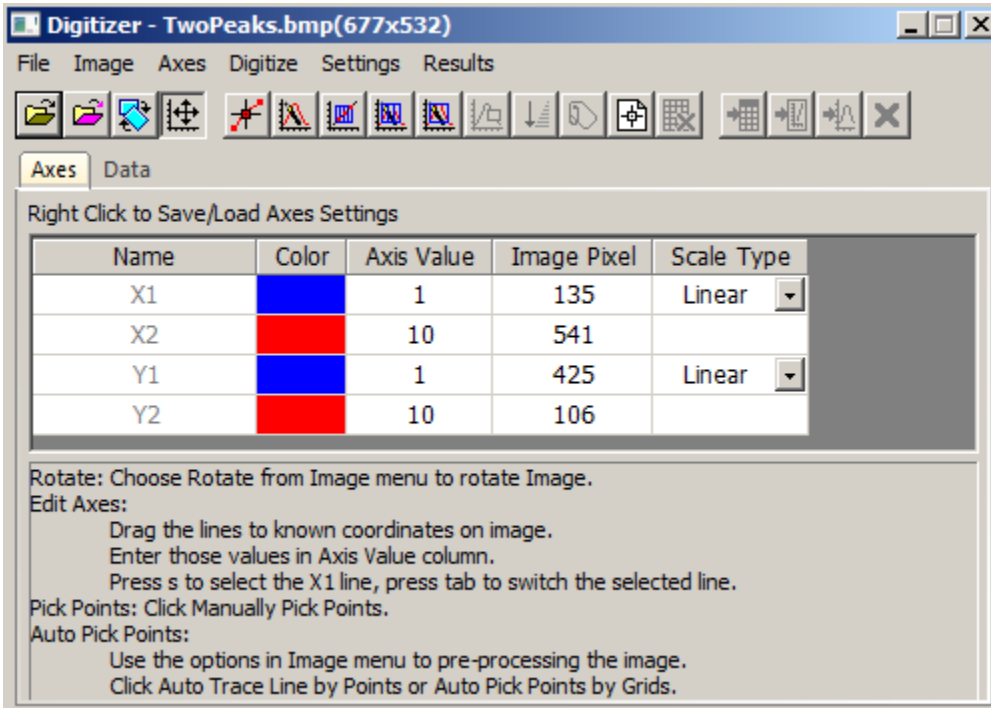 Digitizer - TwoPeaks.bmp(677x532)
File Image Axes Digitize Settings Results
Axes Data
Right Click to Save/Load Axes Settings
Name Color Axis Value Image Pixel Scale Type
X1 1 135 Linear
X2 10 541
Y1 1 425 Linear
Y2 10 106
Rotate: Choose Rotate from Image menu to rotate Image.
Edit Axes:
Drag the lines to known coordinates on image.
Enter those values in Axis Value column.
Press s to select the X1 line, press tab to switch the selected line.
Pick Points: Click Manually Pick Points.
Auto Pick Points:
Use the options in Image menu to pre-processing the image.
Click Auto Trace Line by Points or Auto Pick Points by Grids.